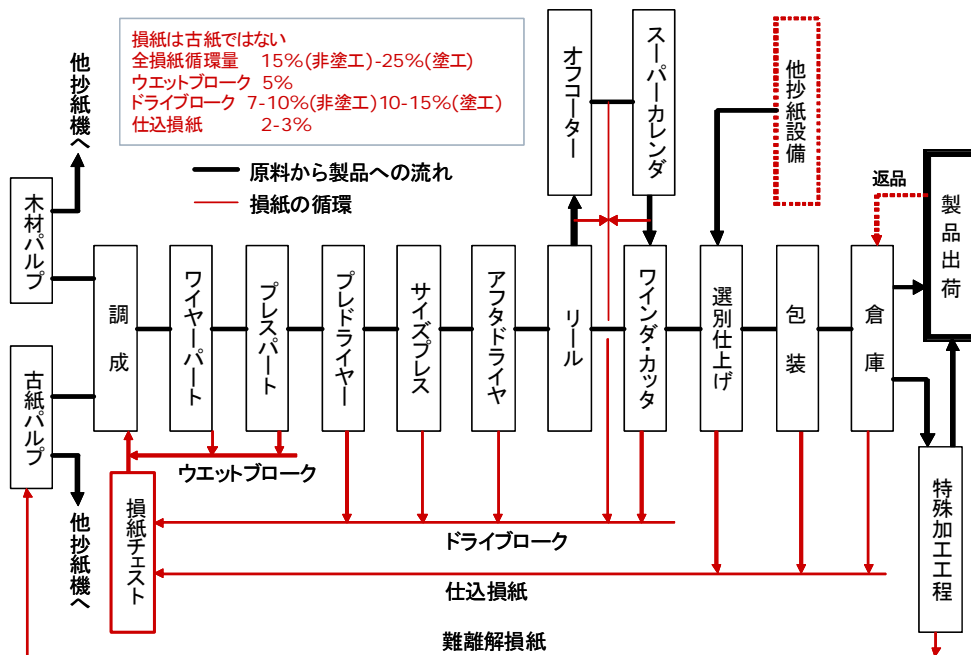 損紙は古紙ではない
全損紙循環量 15%(非塗工)-25%(塗工)
ウエットブローク 5%
ドライブローク 7-10%(非塗工)10-15%(塗工)
仕込損紙 2-3%
原料から製品への流れ
損紙の循環
他抄紙機へ
木材パルプ
古紙パルプ
他抄紙機へ
調成
ワイヤーパート
プレスパート
プレドライヤー
サイズプレス
アフタドライヤ
リール
オフコーター
スーパーカレンダ
ワインダ・カッタ
他抄紙設備
選別仕上げ
包装
倉庫
返品
製品出荷
特殊加工工程
ウエットブローク
損紙チェスト
ドライブローク
仕込損紙
難離解損紙